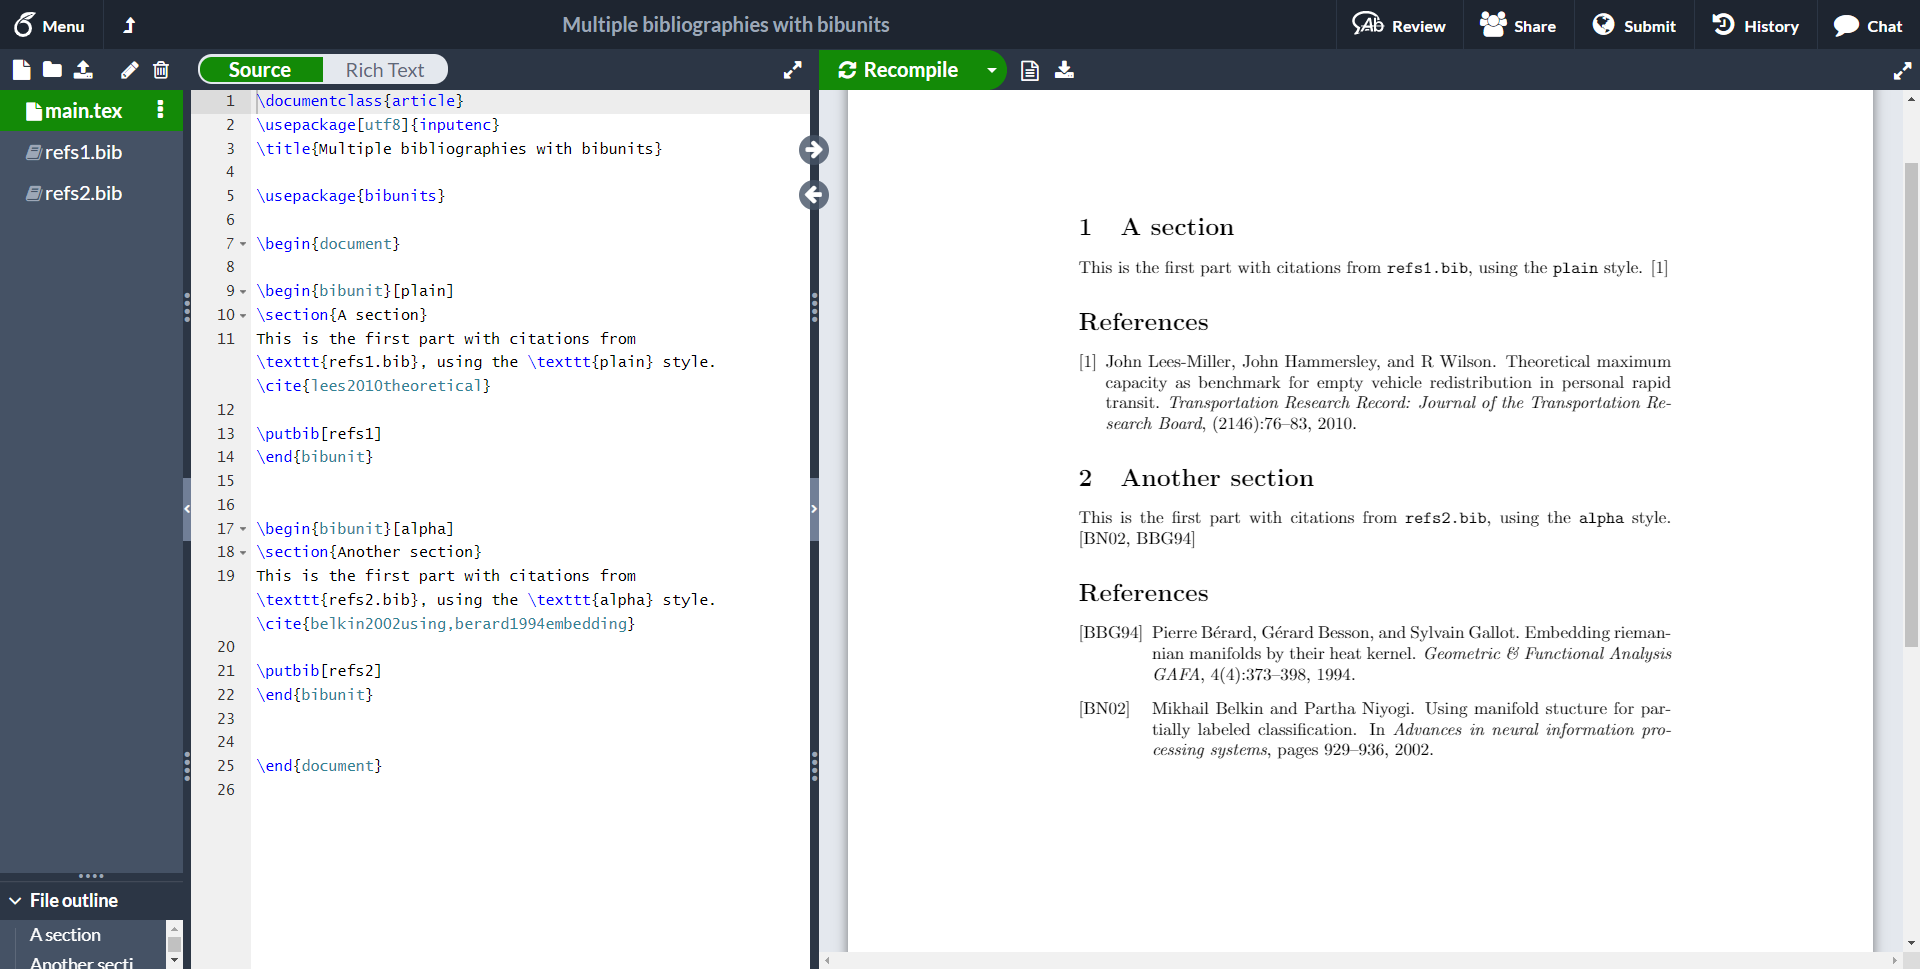 Menu
Multiple bibliographies with bibunits
Review
Share
Submit
History
Chat
Source
Rich Text
Recompile
main.tex
refs1.bib
refs2.bib
File outline
A section
Another secti
1 \documentclass{article}
2 \usepackage[utf8]{inputenc}
3 \title{Multiple bibliographies with bibunits}
4
5 \usepackage{bibunits}
6
7 \begin{document}
8
9 \begin{bibunit}[plain]
10 \section{A section}
11 This is the first part with citations from
\texttt{refs1.bib}, using the \texttt{plain} style.
\cite{lees2010theoretical}
12
13 \putbib[refs1]
14 \end{bibunit}
15
16
17 \begin{bibunit}[alpha]
18 \section{Another section}
19 This is the first part with citations from
\texttt{refs2.bib}, using the \texttt{alpha} style.
\cite{belkin2002using,berard1994embedding}
20
21 \putbib[refs2]
22 \end{bibunit}
23
24
25 \end{document}
26
1 A section
This is the first part with citations from refs1.bib, using the plain style. [1]
References
[1] John Lees-Miller, John Hammersley, and R Wilson. Theoretical maximum
capacity as benchmark for empty vehicle redistribution in personal rapid
transit. Transportation Research Record: Journal of the Transportation Re-
search Board, (2146):76–83, 2010.
2 Another section
This is the first part with citations from refs2.bib, using the alpha style.
[BN02, BBG94]
References
[BBG94] Pierre Bérard, Gérard Besson, and Sylvain Gallot. Embedding rieman-
nian manifolds by their heat kernel. Geometric & Functional Analysis
GAFA, 4(4):373–398, 1994.
[BN02] Mikhail Belkin and Partha Niyogi. Using manifold stucture for par-
tially labeled classification. In Advances in neural information pro-
cessing systems, pages 929–936, 2002.